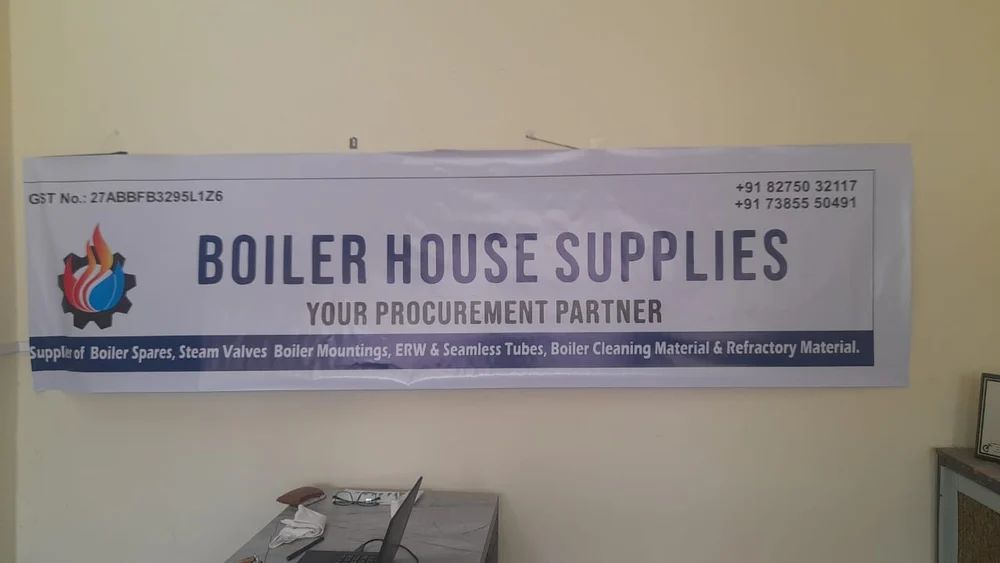 GST No.: 27ABBFB3295L1Z6
+91 82750 32117
+91 73855 50491
BOILER HOUSE SUPPLIES
YOUR PROCUREMENT PARTNER
Supplier of Boiler Spares, Steam Valves Boiler Mountings, ERW & Seamless Tubes, Boiler Cleaning Material & Refractory Material.